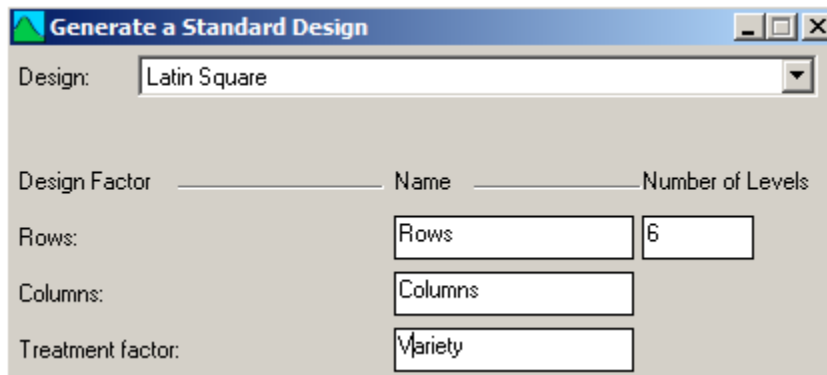 Generate a Standard Design
Design: Latin Square
Design Factor Name Number of Levels
Rows: Rows 6
Columns: Columns
Treatment factor: Variety